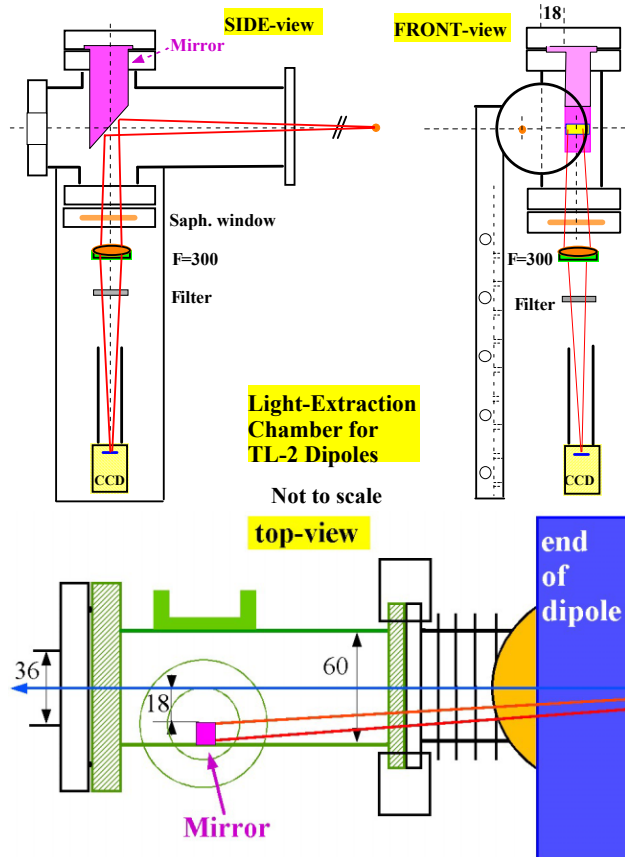 SIDE-view
Mirror
Saph. window
F=300
Filter
CCD
18
FRONT-view
F=300
Filter
CCD
Light-Extraction
Chamber for
TL-2 Dipoles
Not to scale
top-view
end
of
dipole
36
18
60
Mirror